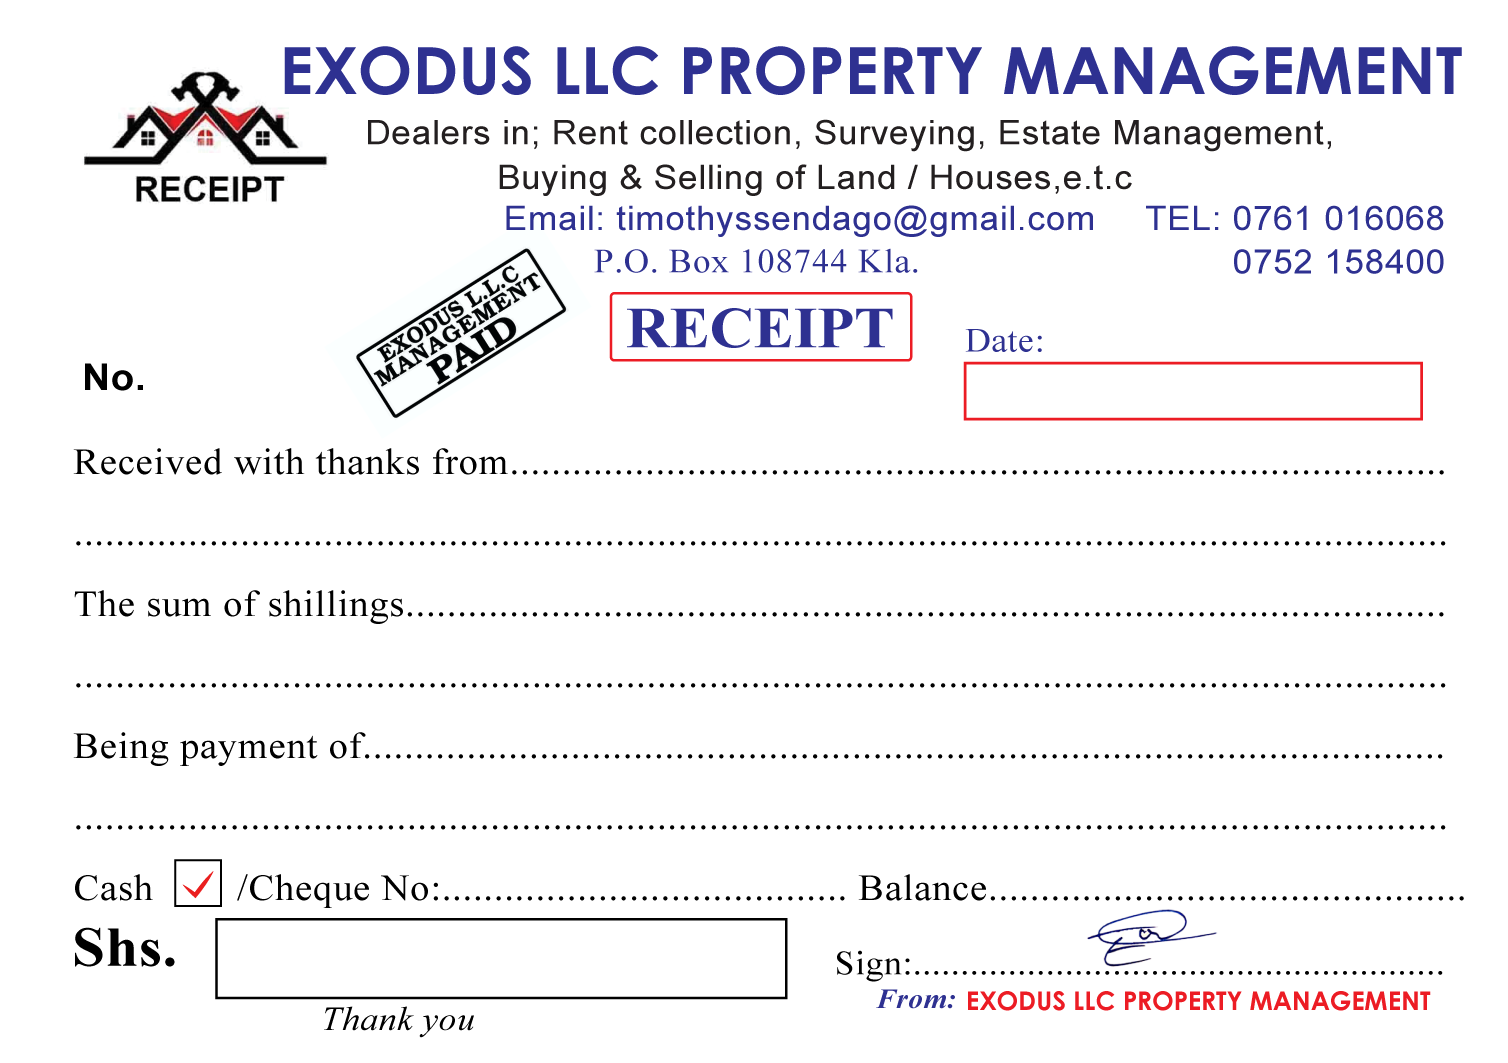 EXODUS LLC PROPERTY MANAGEMENT
Dealers in; Rent collection, Surveying, Estate Management,
Buying & Selling of Land / Houses,e.t.c
RECEIPT
Email: timothyssendago@gmail.com TEL: 0761 016068
P.O. Box 108744 Kla. 0752 158400
EXODUS L.L.C
MANAGEMENT
PAID
RECEIPT
Date:
No.
Received with thanks from..........................................................................................
....................................................................................................................................
The sum of shillings....................................................................................................
....................................................................................................................................
Being payment of........................................................................................................
....................................................................................................................................
Cash ✓ /Cheque No:....................................... Balance..............................................
Shs.
Sign:...................................................
From: EXODUS LLC PROPERTY MANAGEMENT
Thank you